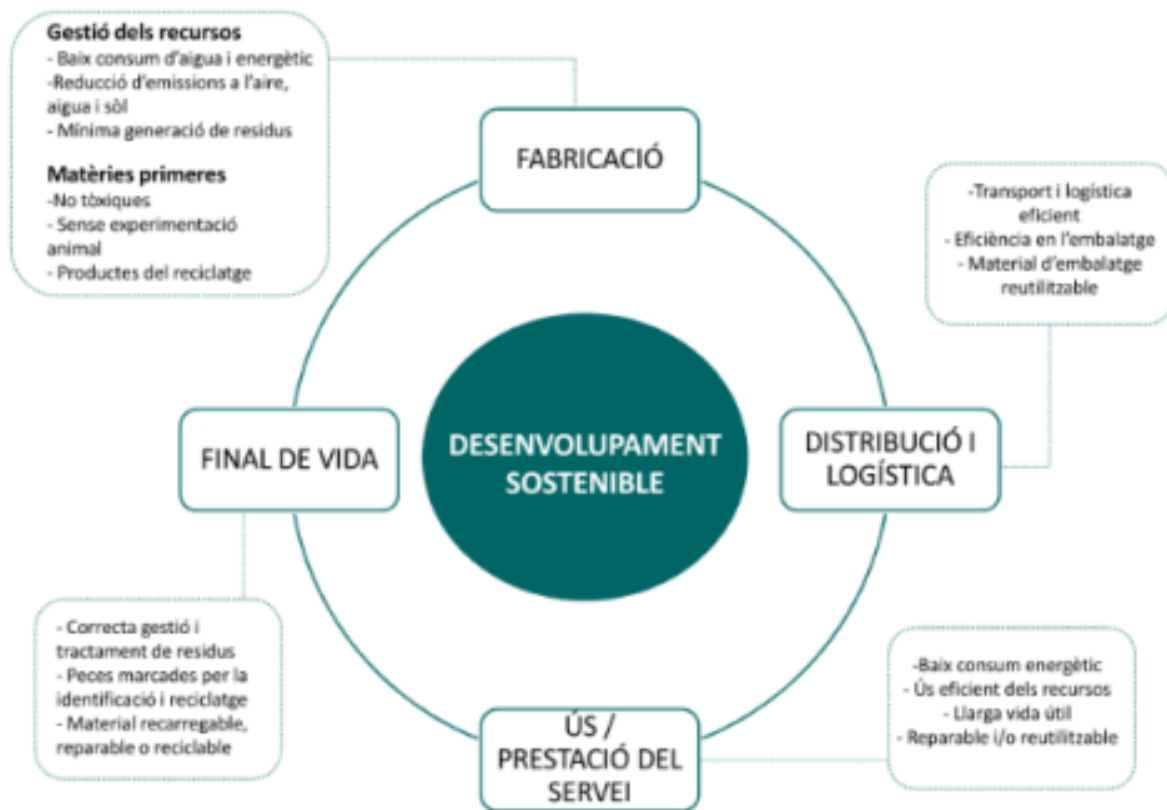 Gestió dels recursos
- Baix consum d'aigua i energètic
-Reducció d'emissions a l'aire,
aigua i sòl
- Mínima generació de residus
Matèries primeres
-No tòxiques
- Sense experimentació
animal
- Productes del reciclatge
FABRICACIÓ
-Transport i logística
eficient
- Eficiència en l'embalatge
- Material d'embalatge
reutilitzable
DESENVOLUPAMENT
SOSTENIBLE
FINAL DE VIDA
DISTRIBUCIÓ I
LOGÍSTICA
- Correcta gestió i
tractament de residus
- Peces marcades per la
identificació i reciclatge
- Material recarregable,
reparable o reciclable
ÚS /
PRESTACIÓ DEL
SERVEI
-Baix consum energètic
- Ús eficient dels recursos
- Llarga vida útil
- Reparable i/o reutilitzable